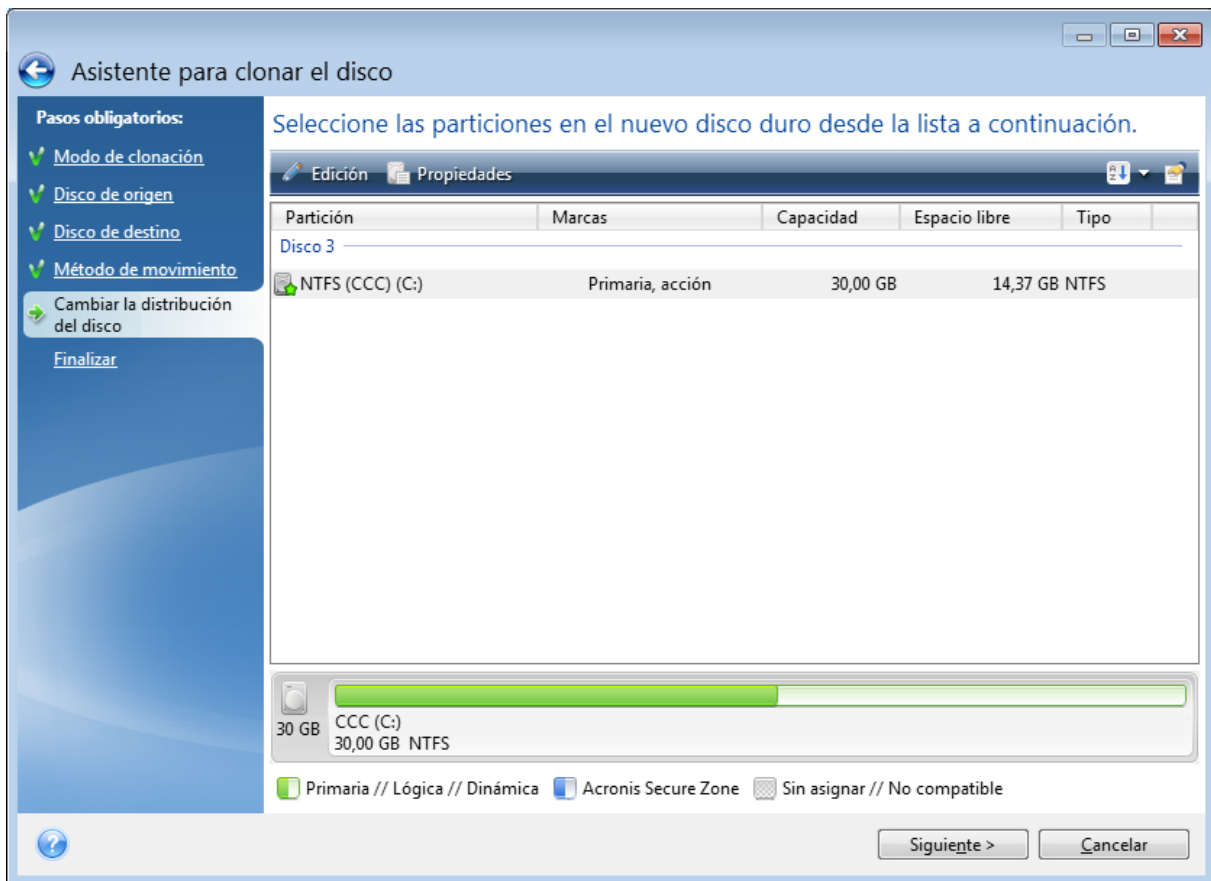 Asistente para clonar el disco
Pasos obligatorios:
Modo de clonación
Disco de origen
Disco de destino
Método de movimiento
Cambiar la distribución
del disco
Finalizar
Seleccione las particiones en el nuevo disco duro desde la lista a continuación.
Edición Propiedades
Partición Marcas Capacidad Espacio libre Tipo
Disco 3
NTFS (CCC) (C:) Primaria, acción 30,00 GB 14,37 GB NTFS
30 GB
CCC (C:)
30,00 GB NTFS
Primaria // Lógica // Dinámica Acronis Secure Zone Sin asignar // No compatible
Siguiente > Cancelar